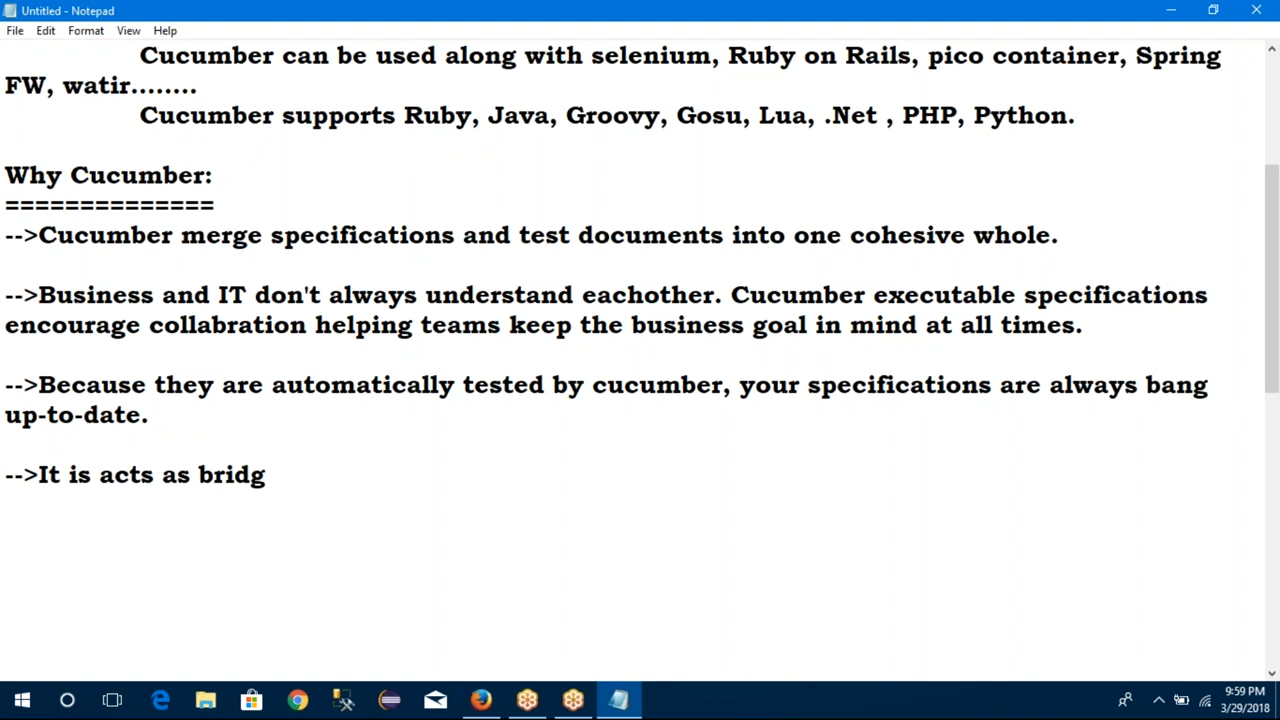 Untitled - Notepad
File Edit Format View Help
Cucumber can be used along with selenium, Ruby on Rails, pico container, Spring
FW, watir........
Cucumber supports Ruby, Java, Groovy, Gosu, Lua, .Net , PHP, Python.
Why Cucumber:
==============
-->Cucumber merge specifications and test documents into one cohesive whole.
-->Business and IT don't always understand eachother. Cucumber executable specifications
encourage collabration helping teams keep the business goal in mind at all times.
-->Because they are automatically tested by cucumber, your specifications are always bang
up-to-date.
-->It is acts as bridg
9:59 PM
3/29/2018